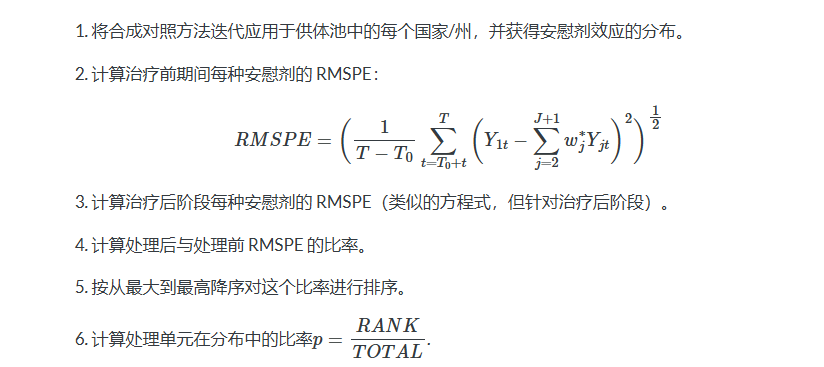 1. 将合成对照方法迭代应用于供体池中的每个国家/州，并获得安慰剂效应的分布。
2. 计算治疗前期间每种安慰剂的 RMSPE：
RMSPE = \left( \frac{1}{T - T_0} \sum_{t=T_0+t}^{T} \left( Y_{1t} - \sum_{j=2}^{J+1} w_j^* Y_{jt} \right)^2 \right)^{\frac{1}{2}}
3. 计算治疗后阶段每种安慰剂的 RMSPE（类似的方程式，但针对治疗后阶段）。
4. 计算处理后与处理前 RMSPE 的比率。
5. 按从最大到最高降序对这个比率进行排序。
6. 计算处理单元在分布中的比率p = \frac{RANK}{TOTAL}.